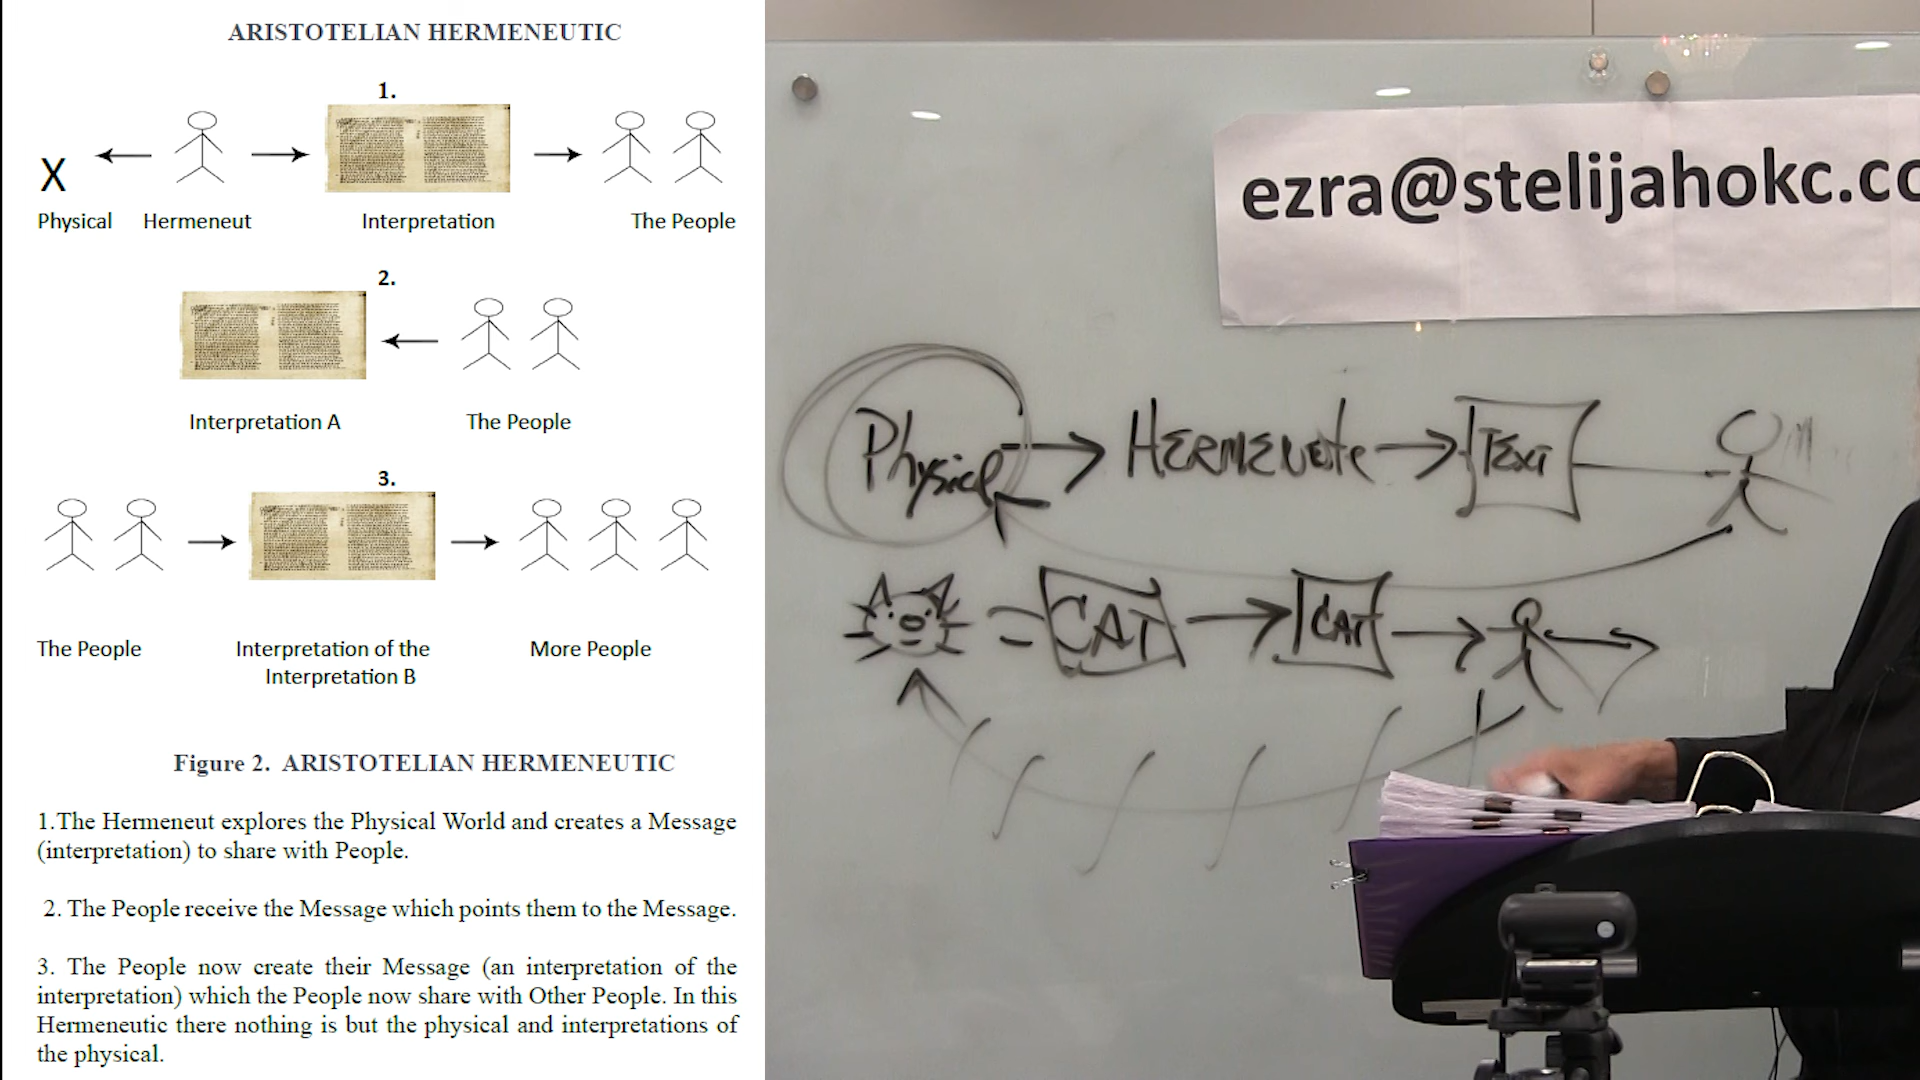 ARISTOTELIAN HERMENEUTIC
1.
X
Physical Hermeneut Interpretation The People
2.
Interpretation A The People
3.
The People Interpretation of the More People
Interpretation B
Figure 2. ARISTOTELIAN HERMENEUTIC
1.The Hermeneut explores the Physical World and creates a Message
(interpretation) to share with People.
2. The People receive the Message which points them to the Message.
3. The People now create their Message (an interpretation of the
interpretation) which the People now share with Other People. In this
Hermeneutic there nothing is but the physical and interpretations of
the physical.
ezra@stelijahokc.co
Physical HERMENUTE TEXT
= CAT CAT